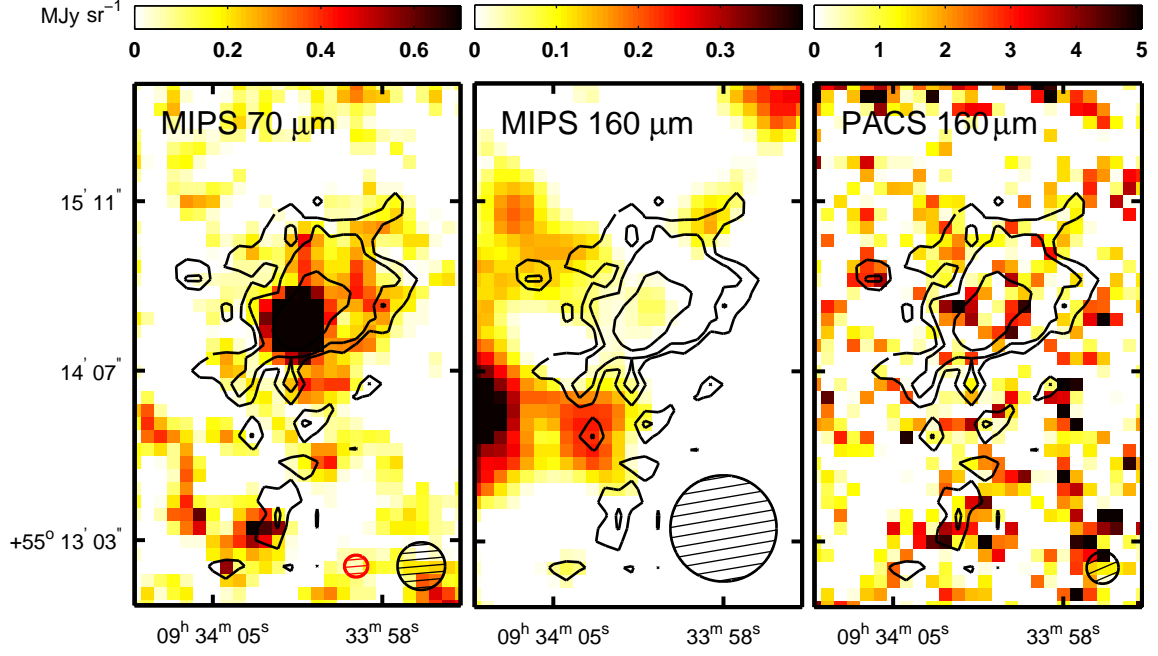 MJy sr⁻¹
0 0.2 0.4 0.6
0 0.1 0.2 0.3
0 1 2 3 4 5
MIPS 70 μm
MIPS 160 μm
PACS 160 μm
15' 11"
14' 07"
+55° 13' 03"
09ʰ 34ᵐ 05ˢ 33ᵐ 58ˢ
09ʰ 34ᵐ 05ˢ 33ᵐ 58ˢ
09ʰ 34ᵐ 05ˢ 33ᵐ 58ˢ